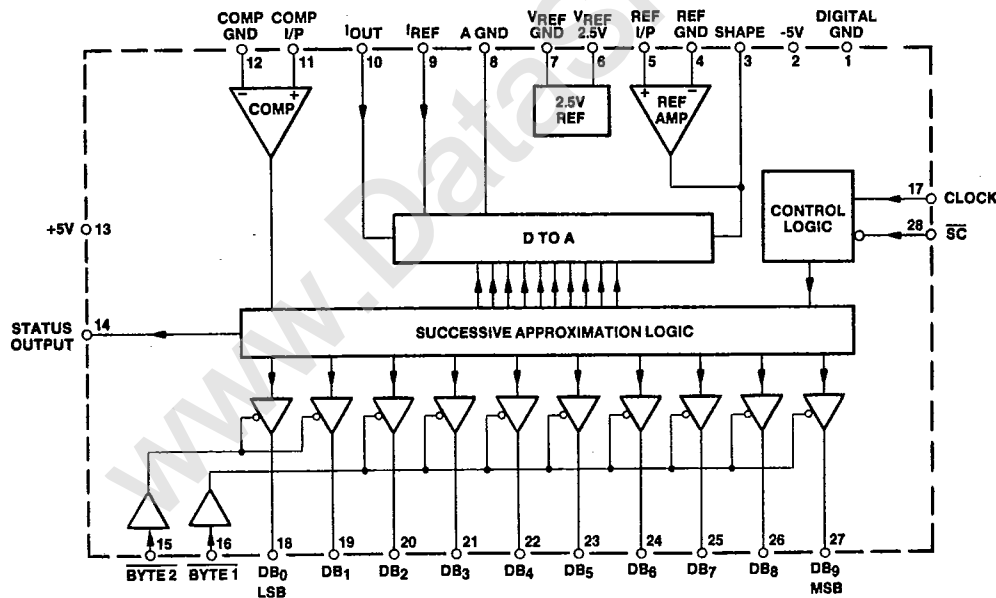 COMP GND
COMP I/P
IOUT
IREF
A GND
VREF GND
VREF 2.5V
REF I/P
REF GND
SHAPE
-5V
DIGITAL GND
12
11
10
9
8
7
6
5
4
3
2
1
- +
COMP
2.5V REF
+ -
REF AMP
CONTROL LOGIC
17
CLOCK
28
SC
+5V
13
D TO A
STATUS OUTPUT
14
SUCCESSIVE APPROXIMATION LOGIC
15
16
18
19
20
21
22
23
24
25
26
27
BYTE 2
BYTE 1
DB0
DB1
DB2
DB3
DB4
DB5
DB6
DB7
DB8
DB9
LSB
MSB
www.DataS